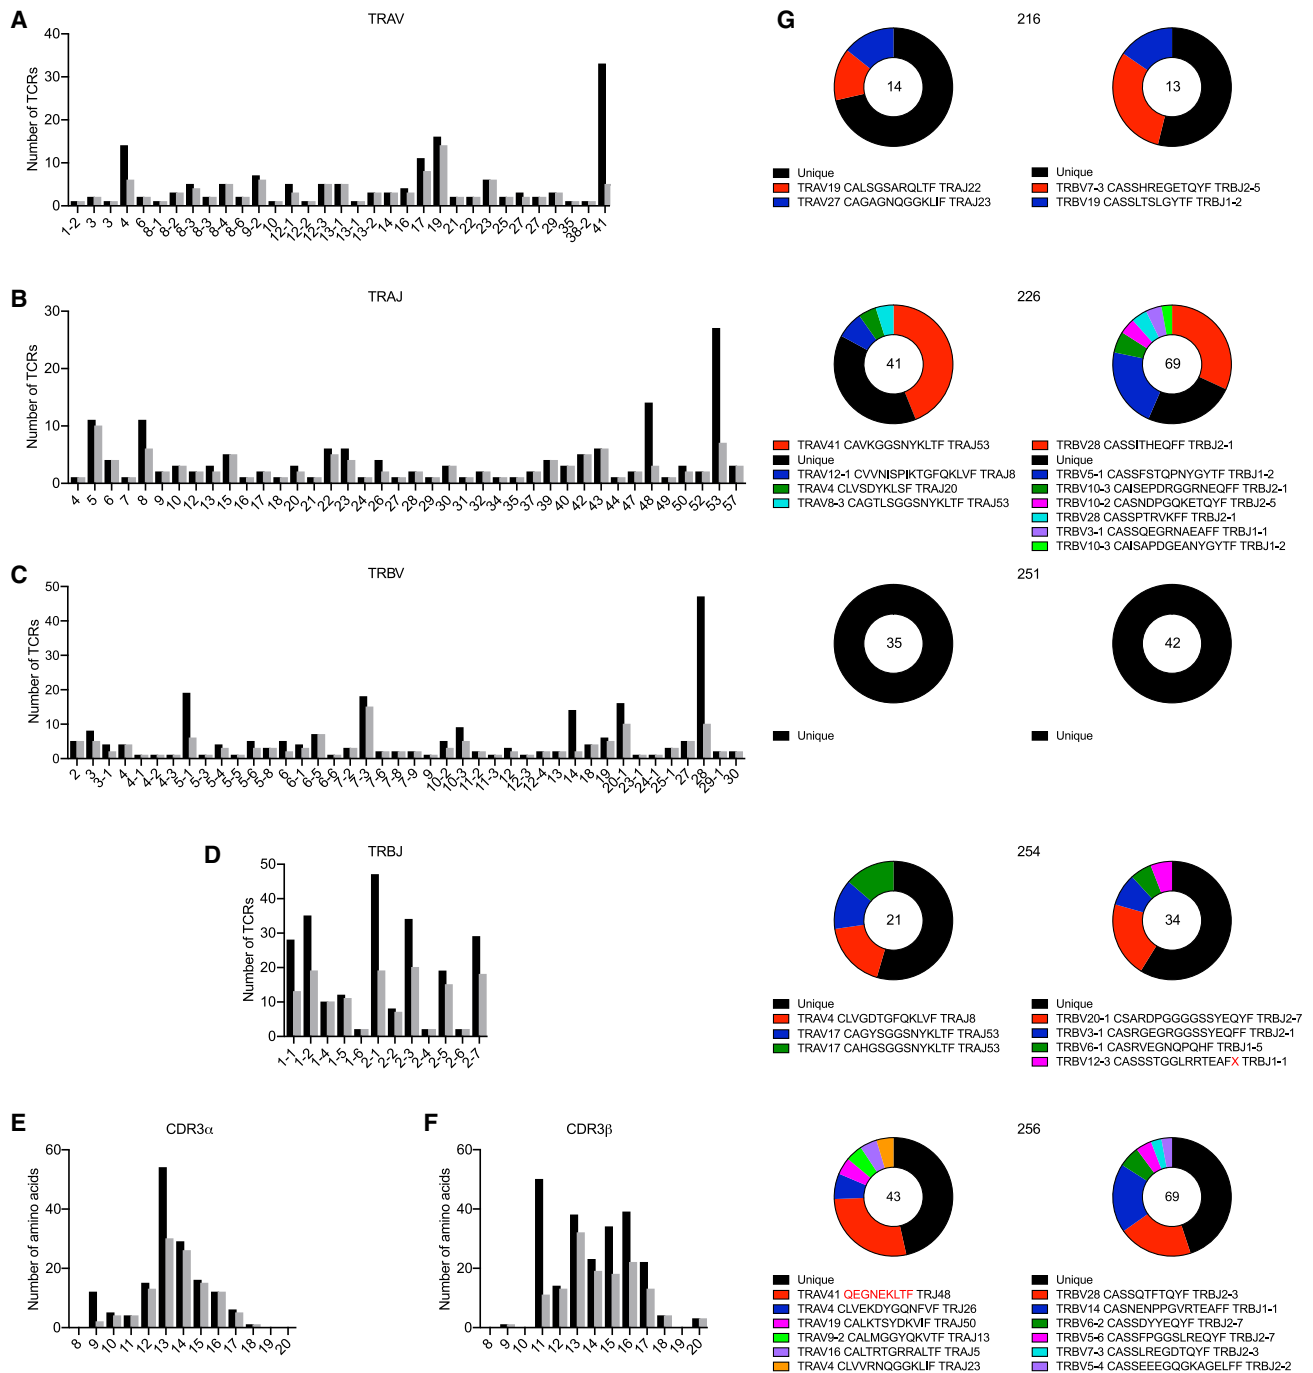 A
TRAV
Number of TCRs
40
30
20
10
0
1-2 3 3 4 6 8-1 8-2 8-3 8-3 8-4 8-6 9-2 10 12-1 12-2 12-3 13-1 13-1 13-2 14 16 17 19 21 22 23 25 27 27 29 35 38-2 41
B
TRAJ
Number of TCRs
30
20
10
0
4 5 6 7 8 9 10 12 13 15 16 17 18 20 21 22 23 24 26 27 28 29 30 31 32 34 35 37 39 40 42 43 44 47 48 49 50 52 53 57
C
TRBV
Number of TCRs
50
40
30
20
10
0
2 3 3-1 4 4-1 4-2 4-3 5-1 5-3 5-4 5-5 5-6 5-8 6 6-1 6-5 6-6 7-2 7-3 7-6 7-8 7-9 9 10-2 10-3 11-2 11-3 12 12-3 12-4 13 14 18 19 20-1 23-1 24-1 25-1 27 28 29-1 30
D
TRBJ
Number of TCRs
50
40
30
20
10
0
1-1 1-2 1-4 1-5 1-6 2-1 2-2 2-3 2-4 2-5 2-6 2-7
E
CDR3α
Number of amino acids
60
40
20
0
8 9 10 11 12 13 14 15 16 17 18 19 20
F
CDR3β
Number of amino acids
60
40
20
0
8 9 10 11 12 13 14 15 16 17 18 19 20
G
216
14
Unique
TRAV19 CALSGSARQLTF TRAJ22
TRAV27 CAGAGNQGGKLIF TRAJ23
13
Unique
TRBV7-3 CASSHREGETQYF TRBJ2-5
TRBV19 CASSLTSLGYTF TRBJ1-2
226
41
TRAV41 CAVKGGSNYKLTF TRAJ53
Unique
TRAV12-1 CVVNISPIKTGFQKLVF TRAJ8
TRAV4 CLVSDYKLSF TRAJ20
TRAV8-3 CAGTLSGGSNYKLTF TRAJ53
69
TRBV28 CASSITHEQFF TRBJ2-1
Unique
TRBV5-1 CASSFSTQPNYGYTF TRBJ1-2
TRBV10-3 CAISEPDRGGRNEQFF TRBJ2-1
TRBV10-2 CASNDPGQKETQYF TRBJ2-5
TRBV28 CASSPTRVKFF TRBJ2-1
TRBV3-1 CASSQEGRNAEAFF TRBJ1-1
TRBV10-3 CAISAPDGEANYGYTF TRBJ1-2
251
35
Unique
42
Unique
254
21
Unique
TRAV4 CLVGDTGFQKLVF TRAJ8
TRAV17 CAGYSGGSNYKLTF TRAJ53
TRAV17 CAHGSGGSNYKLTF TRAJ53
34
Unique
TRBV20-1 CSARDPGGGGSSYEQYF TRBJ2-7
TRBV3-1 CASRGEGRGGSSYEQFF TRBJ2-1
TRBV6-1 CASRVEGNQPQHF TRBJ1-5
TRBV12-3 CASSSTGGLRRTEAFX TRBJ1-1
256
43
Unique
TRAV41 QEGNEKLTF TRJ48
TRAV4 CLVEKDYGQNFVF TRJ26
TRAV19 CALKTSYDKVIF TRAJ50
TRAV9-2 CALMGGYQKVTF TRAJ13
TRAV16 CALTRTGRRALTF TRAJ5
TRAV4 CLVVRNQGGKLIF TRAJ23
69
Unique
TRBV28 CASSQTFTQYF TRBJ2-3
TRBV14 CASNENPPGVRTEAFF TRBJ1-1
TRBV6-2 CASSDYYEQYF TRBJ2-7
TRBV5-6 CASSFPGGSLREQYF TRBJ2-7
TRBV7-3 CASSLREGDTQYF TRBJ2-3
TRBV5-4 CASSEEEGQGKAGELFF TRBJ2-2